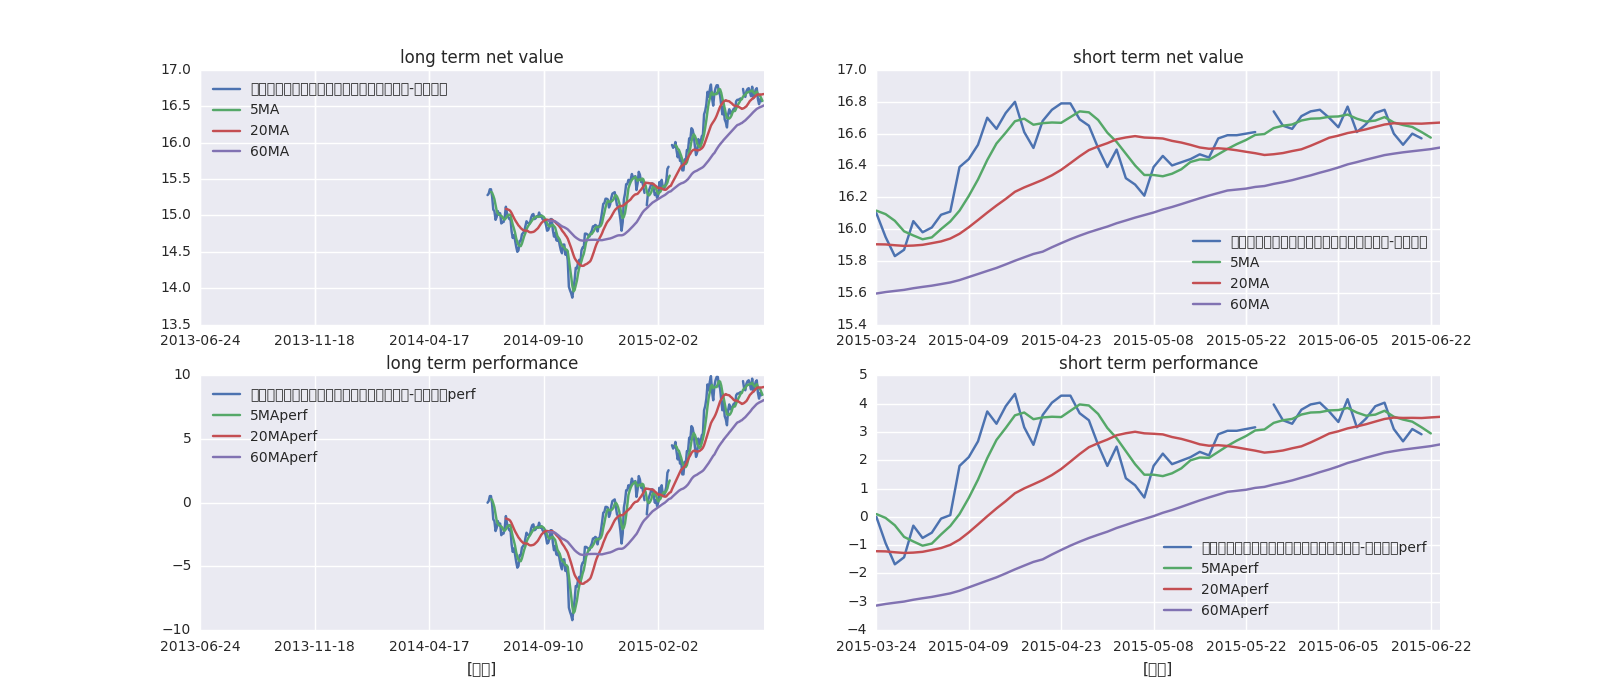 long term net value
17.0
16.5
16.0
15.5
15.0
14.5
14.0
13.5
5MA
20MA
60MA
2013-06-24 2013-11-18 2014-04-17 2014-09-10 2015-02-02
short term net value
17.0
16.8
16.6
16.4
16.2
16.0
15.8
15.6
15.4
5MA
20MA
60MA
2015-03-24 2015-04-09 2015-04-23 2015-05-08 2015-05-22 2015-06-05 2015-06-22
long term performance
10
5
0
−5
−10
perf
5MAperf
20MAperf
60MAperf
2013-06-24 2013-11-18 2014-04-17 2014-09-10 2015-02-02
short term performance
5
4
3
2
1
0
−1
−2
−3
−4
perf
5MAperf
20MAperf
60MAperf
2015-03-24 2015-04-09 2015-04-23 2015-05-08 2015-05-22 2015-06-05 2015-06-22